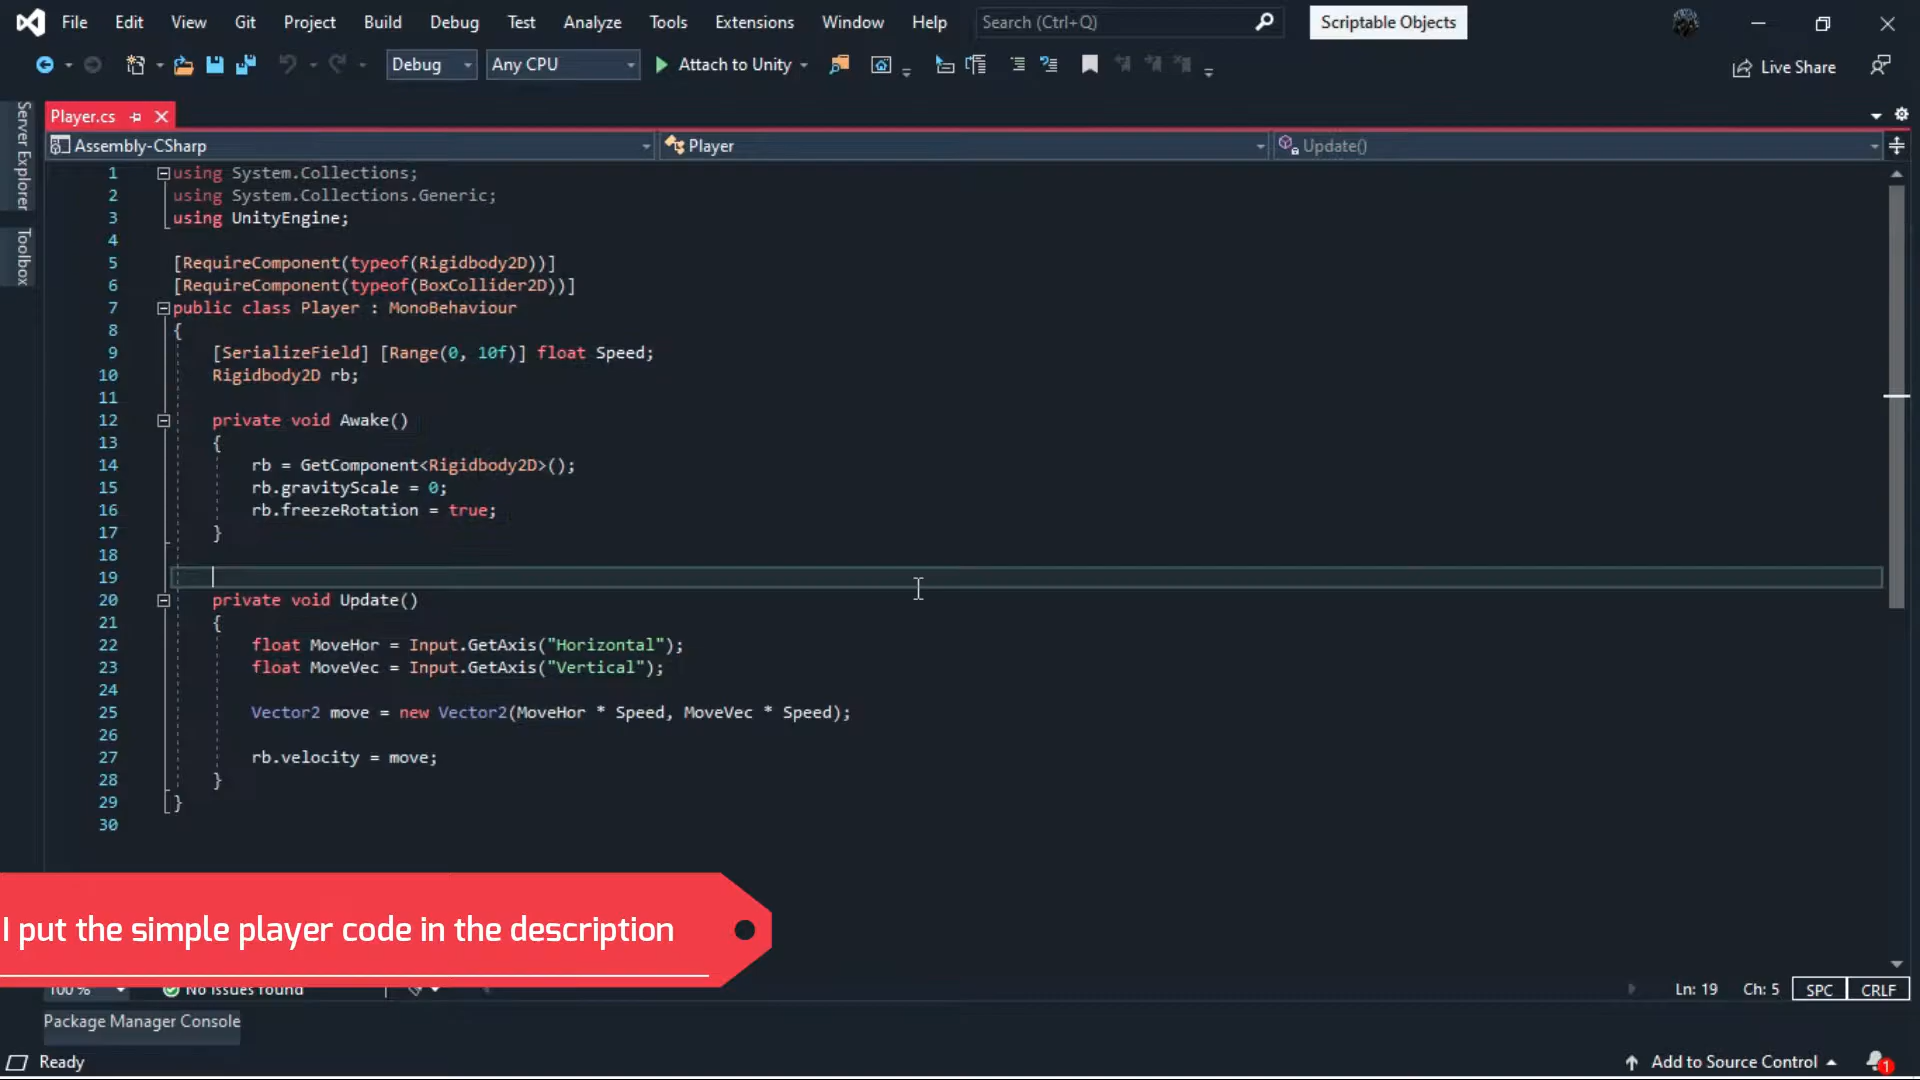 File Edit View Git Project Build Debug Test Analyze Tools Extensions Window Help Search (Ctrl+Q) Scriptable Objects
Debug Any CPU Attach to Unity Live Share
Server Explorer
Toolbox
Player.cs
Assembly-CSharp Player Update()
1 using System.Collections;
2 using System.Collections.Generic;
3 using UnityEngine;
4
5 [RequireComponent(typeof(Rigidbody2D))]
6 [RequireComponent(typeof(BoxCollider2D))]
7 public class Player : MonoBehaviour
8 {
9 [SerializeField] [Range(0, 10f)] float Speed;
10 Rigidbody2D rb;
11
12 private void Awake()
13 {
14 rb = GetComponent<Rigidbody2D>();
15 rb.gravityScale = 0;
16 rb.freezeRotation = true;
17 }
18
19
20 private void Update()
21 {
22 float MoveHor = Input.GetAxis("Horizontal");
23 float MoveVec = Input.GetAxis("Vertical");
24
25 Vector2 move = new Vector2(MoveHor * Speed, MoveVec * Speed);
26
27 rb.velocity = move;
28 }
29 }
30
I put the simple player code in the description
100 % No issues found Ln: 19 Ch: 5 SPC CRLF
Package Manager Console
Ready Add to Source Control 1